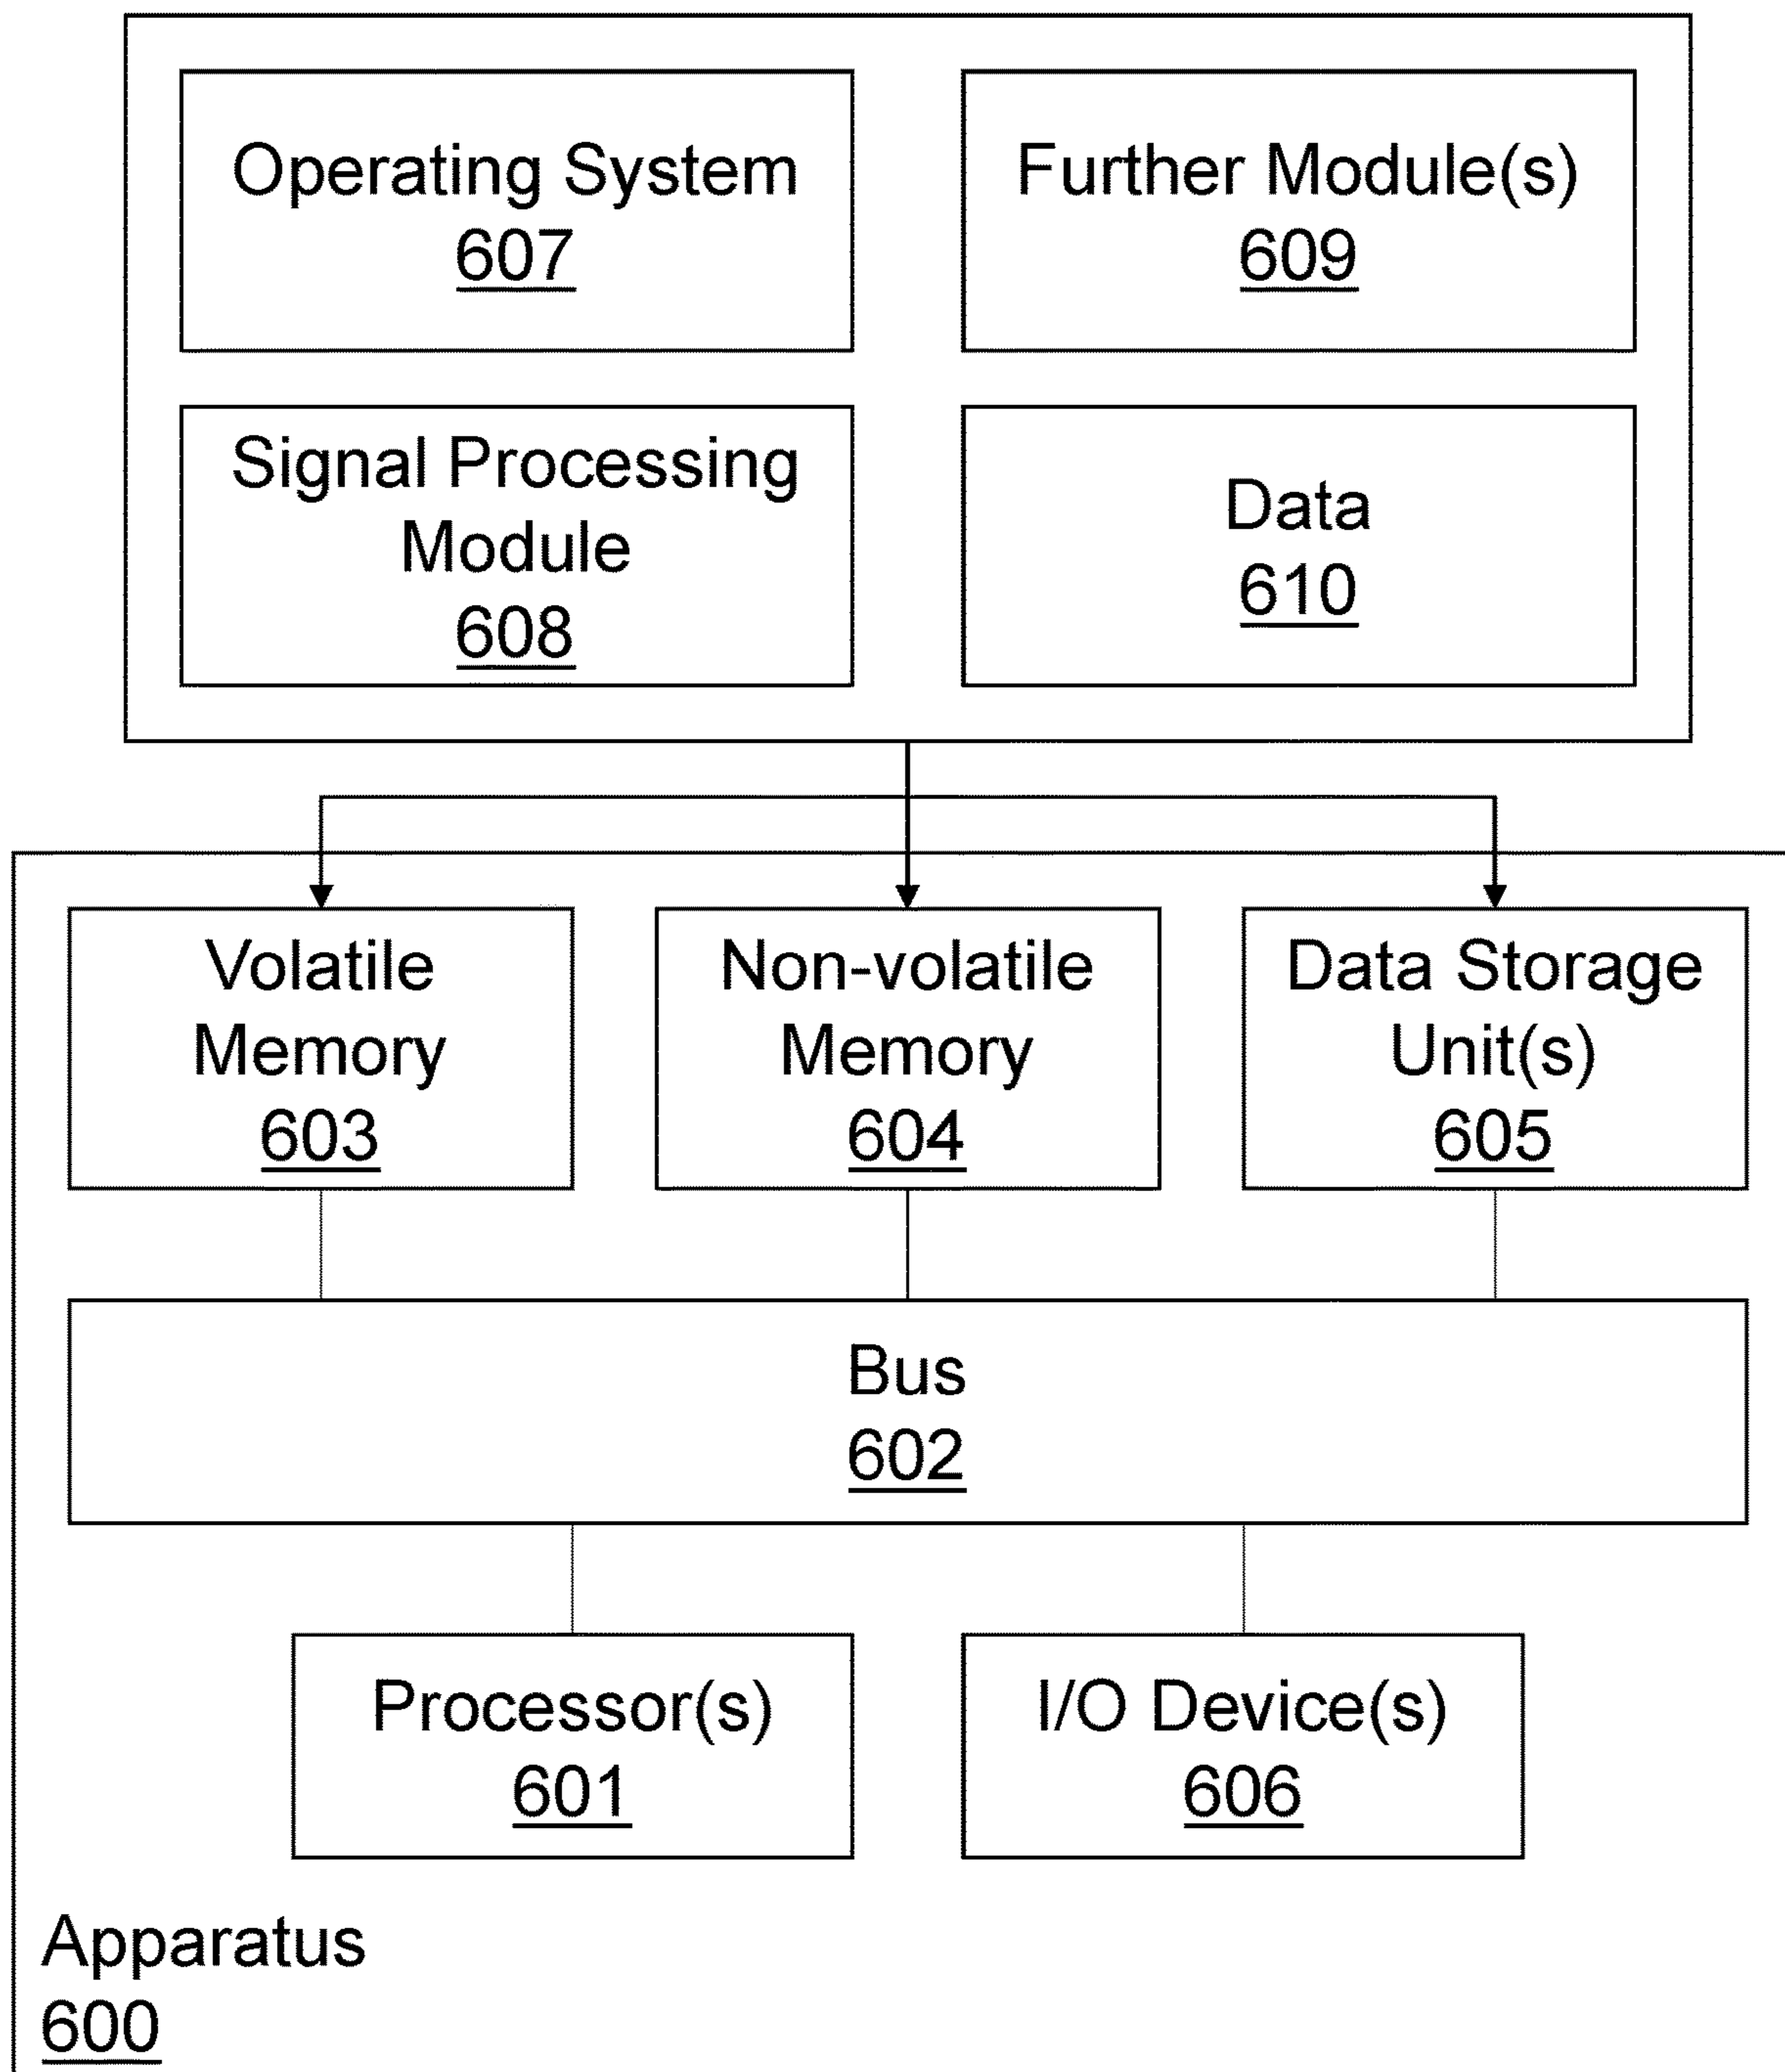 Operating System
607
Further Module(s)
609
Signal Processing
Module
608
Data
610
Volatile
Memory
603
Non-volatile
Memory
604
Data Storage
Unit(s)
605
Bus
602
Processor(s)
601
I/O Device(s)
606
Apparatus
600